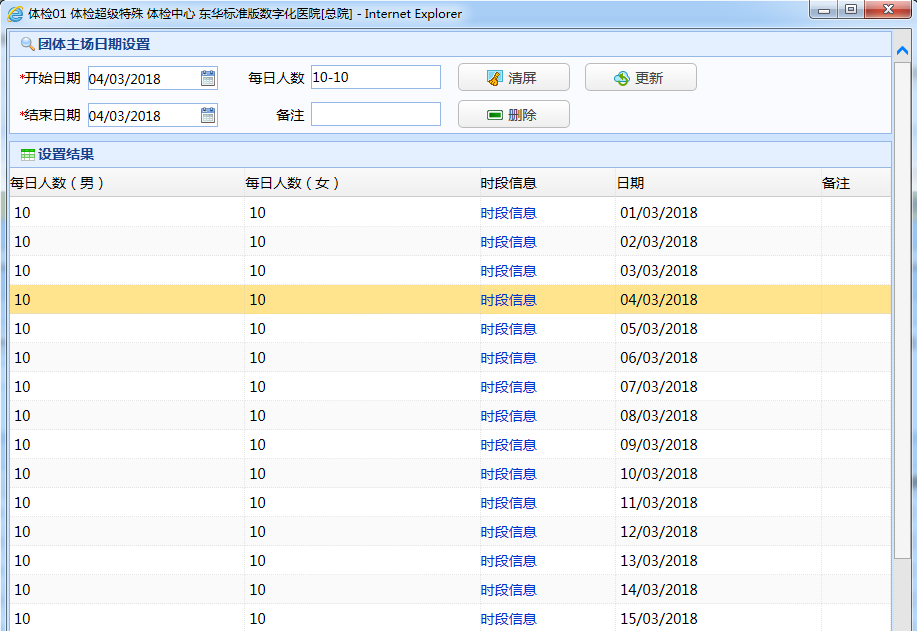 体检01 体检超级特殊 体检中心 东华标准版数字化医院[总院] - Internet Explorer
团体主场日期设置
*开始日期 04/03/2018 每日人数 10-10 清屏 更新
*结束日期 04/03/2018 备注 删除
设置结果
每日人数（男） 每日人数（女） 时段信息 日期 备注
10 10 时段信息 01/03/2018
10 10 时段信息 02/03/2018
10 10 时段信息 03/03/2018
10 10 时段信息 04/03/2018
10 10 时段信息 05/03/2018
10 10 时段信息 06/03/2018
10 10 时段信息 07/03/2018
10 10 时段信息 08/03/2018
10 10 时段信息 09/03/2018
10 10 时段信息 10/03/2018
10 10 时段信息 11/03/2018
10 10 时段信息 12/03/2018
10 10 时段信息 13/03/2018
10 10 时段信息 14/03/2018
10 10 时段信息 15/03/2018